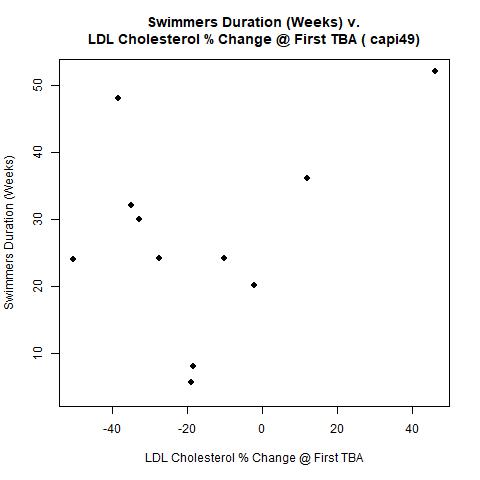 Swimmers Duration (Weeks) v.
LDL Cholesterol % Change @ First TBA ( capi49)
Swimmers Duration (Weeks)
50
40
30
20
10
-40
-20
0
20
40
LDL Cholesterol % Change @ First TBA